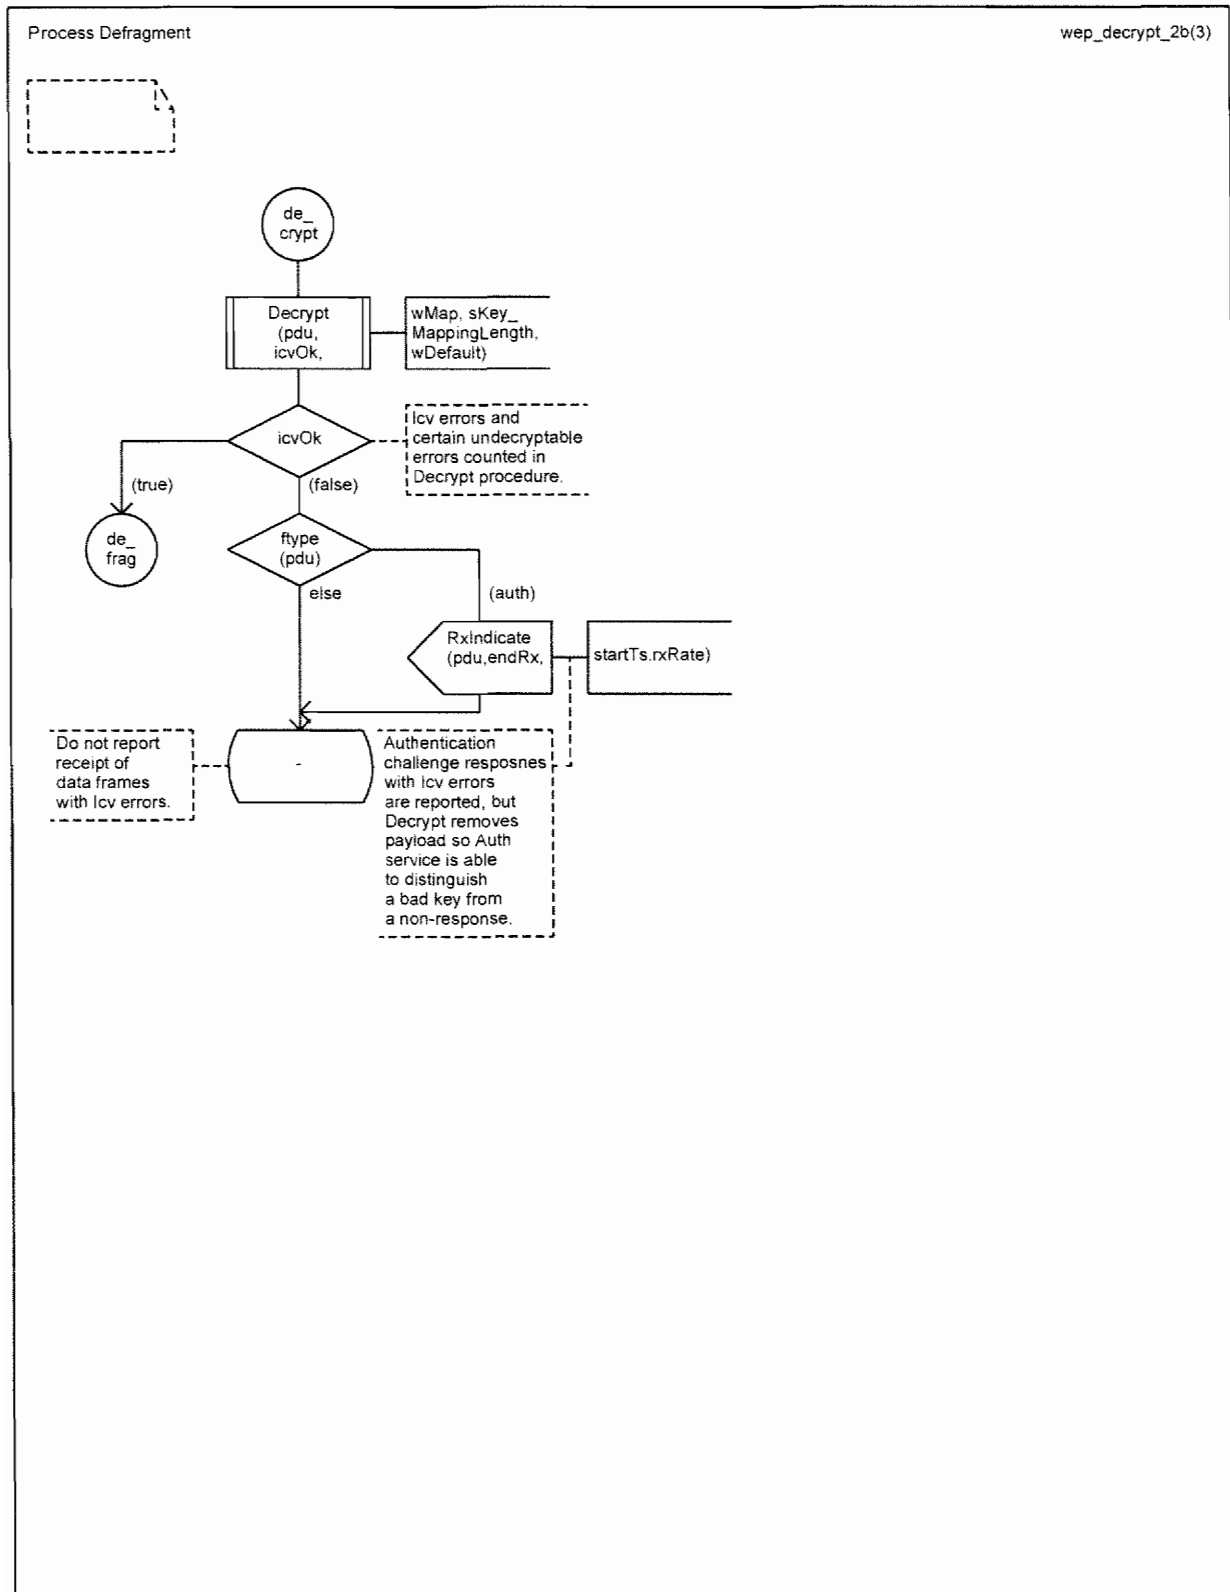 Process Defragment
wep_decrypt_2b(3)
de_
crypt
Decrypt
(pdu,
icvOk,
wMap, sKey_
MappingLength,
wDefault)
icvOk
Icv errors and
certain undecryptable
errors counted in
Decrypt procedure.
(true)
(false)
de_
frag
ftype
(pdu)
else
(auth)
RxIndicate
(pdu,endRx,
startTs.rxRate)
Do not report
receipt of
data frames
with Icv errors.
-
Authentication
challenge resposnes
with Icv errors
are reported, but
Decrypt removes
payload so Auth
service is able
to distinguish
a bad key from
a non-response.